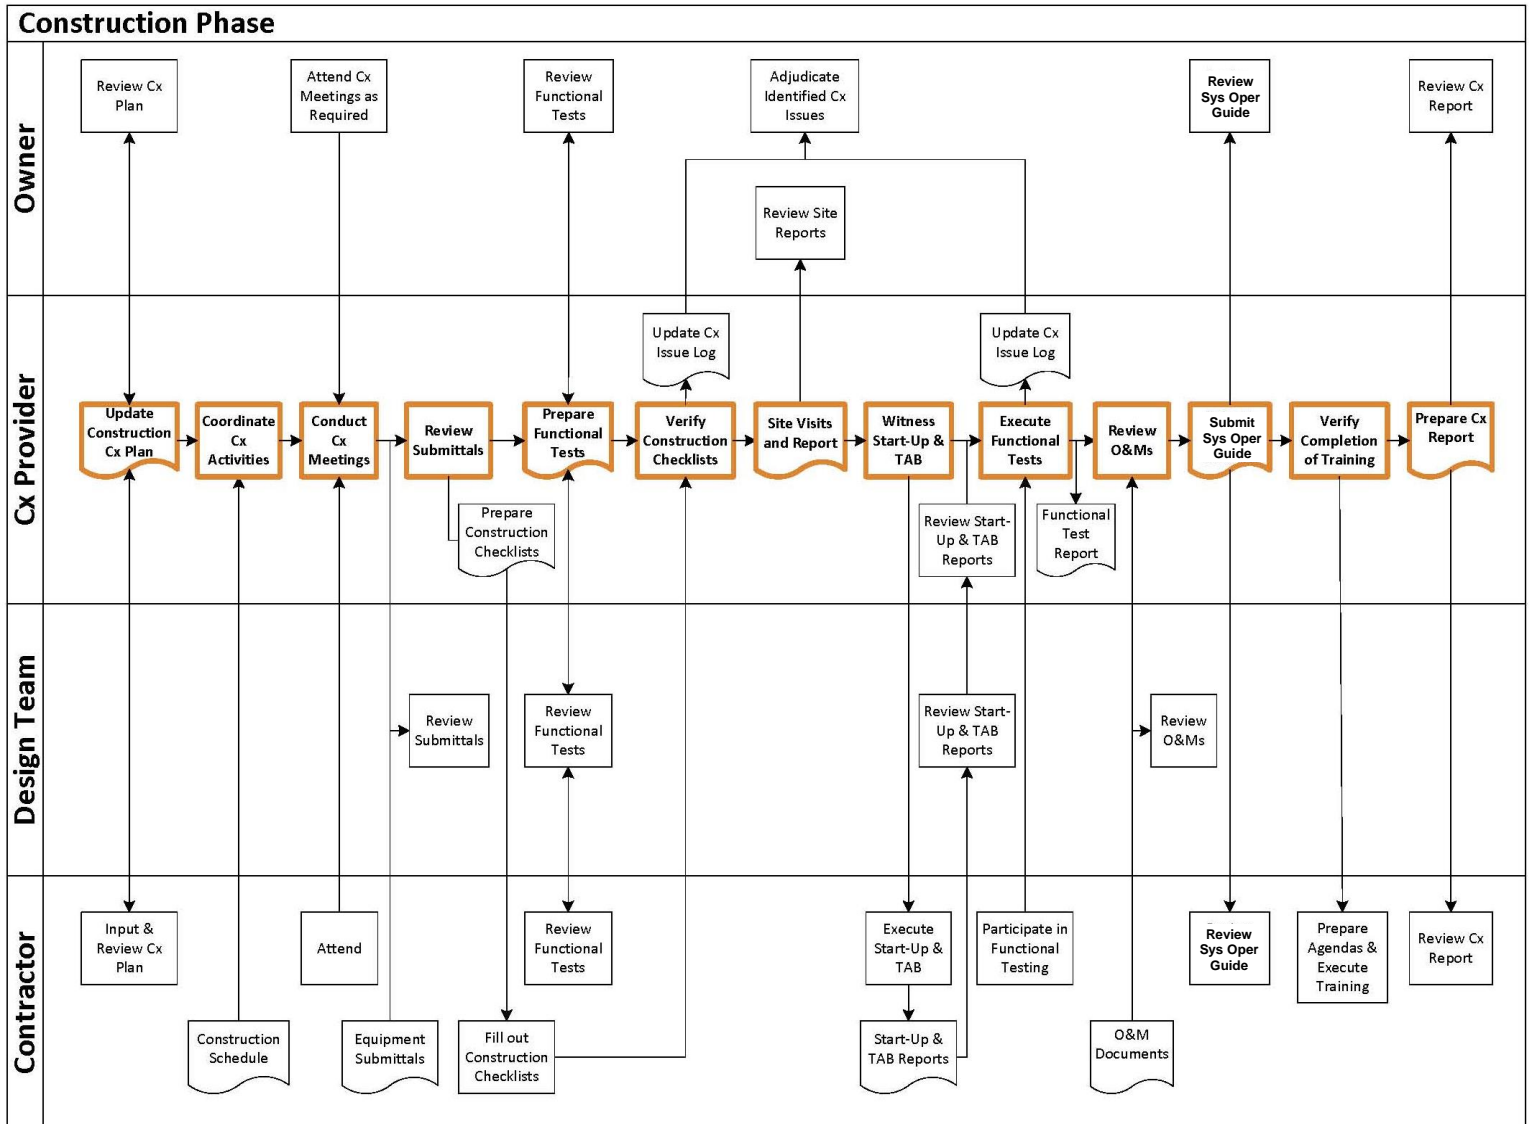 Construction Phase
Owner
Review Cx
Plan
Attend Cx
Meetings as
Required
Review
Functional
Tests
Adjudicate
Identified Cx
Issues
Review
Sys Oper
Guide
Review Cx
Report
Review Site
Reports
Cx Provider
Update Cx
Issue Log
Update Cx
Issue Log
Update
Construction
Cx Plan
Coordinate
Cx
Activities
Conduct
Cx
Meetings
Review
Submittals
Prepare
Functional
Tests
Verify
Construction
Checklists
Site Visits
and Report
Witness
Start-Up &
TAB
Execute
Functional
Tests
Review
O&Ms
Submit
Sys Oper
Guide
Verify
Completion
of Training
Prepare Cx
Report
Prepare
Construction
Checklists
Review Start-
Up & TAB
Reports
Functional
Test
Report
Design Team
Review
Submittals
Review
Functional
Tests
Review Start-
Up & TAB
Reports
Review
O&Ms
Contractor
Input &
Review Cx
Plan
Attend
Review
Functional
Tests
Execute
Start-Up &
TAB
Participate in
Functional
Testing
Review
Sys Oper
Guide
Prepare
Agendas &
Execute
Training
Review Cx
Report
Construction
Schedule
Equipment
Submittals
Fill out
Construction
Checklists
Start-Up &
TAB Reports
O&M
Documents